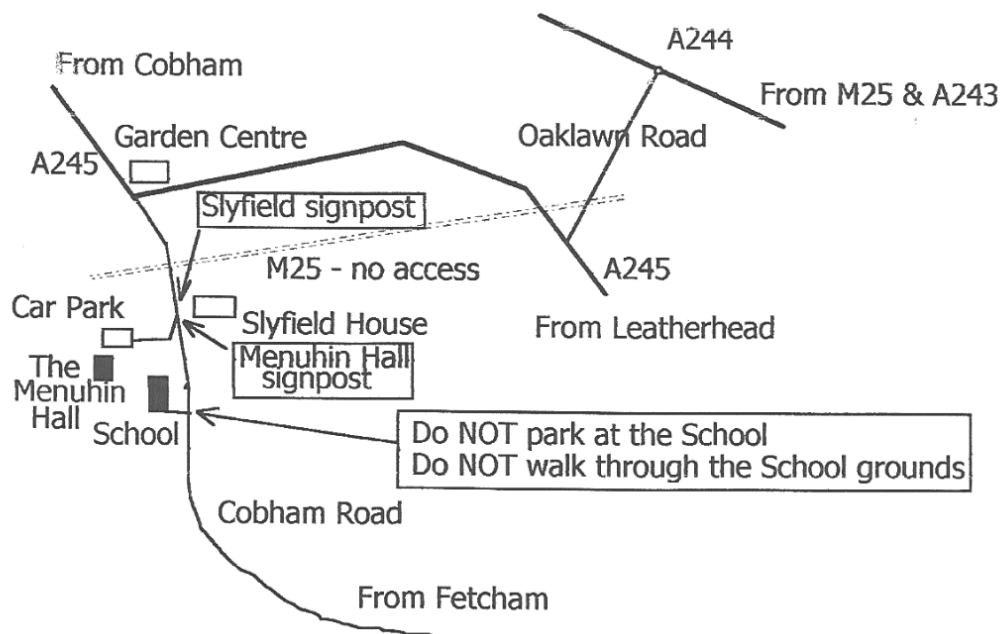 A244
From Cobham
From M25 & A243
Garden Centre
Oaklawn Road
A245
Slyfield signpost
M25 - no access
A245
Car Park
Slyfield House
From Leatherhead
The
Menuhin
Hall
Menuhin Hall
signpost
School
Do NOT park at the School
Do NOT walk through the School grounds
Cobham Road
From Fetcham